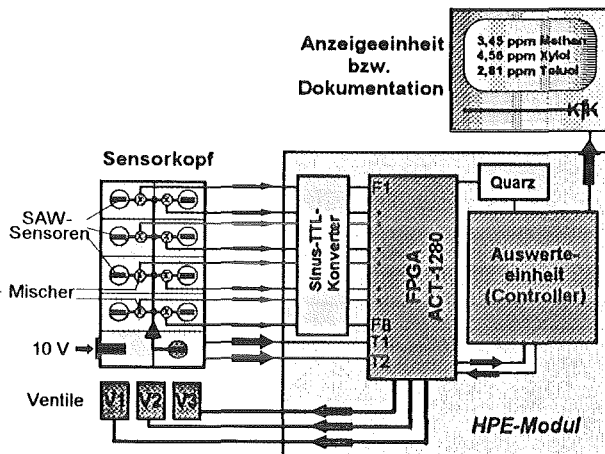 Anzeigeeinheit
bzw.
Dokumentation
3,45 ppm Methan
4,56 ppm Xylol
2,81 ppm Toluol
KfK
Sensorkopf
SAW-
Sensoren
Mischer
10 V
Ventile
V1 V2 V3
Sinus-TTL-
Konverter
F1
F8
T1
T2
FPGA
ACT-1280
Quarz
Auswerte-
einheit
(Controller)
HPE-Modul